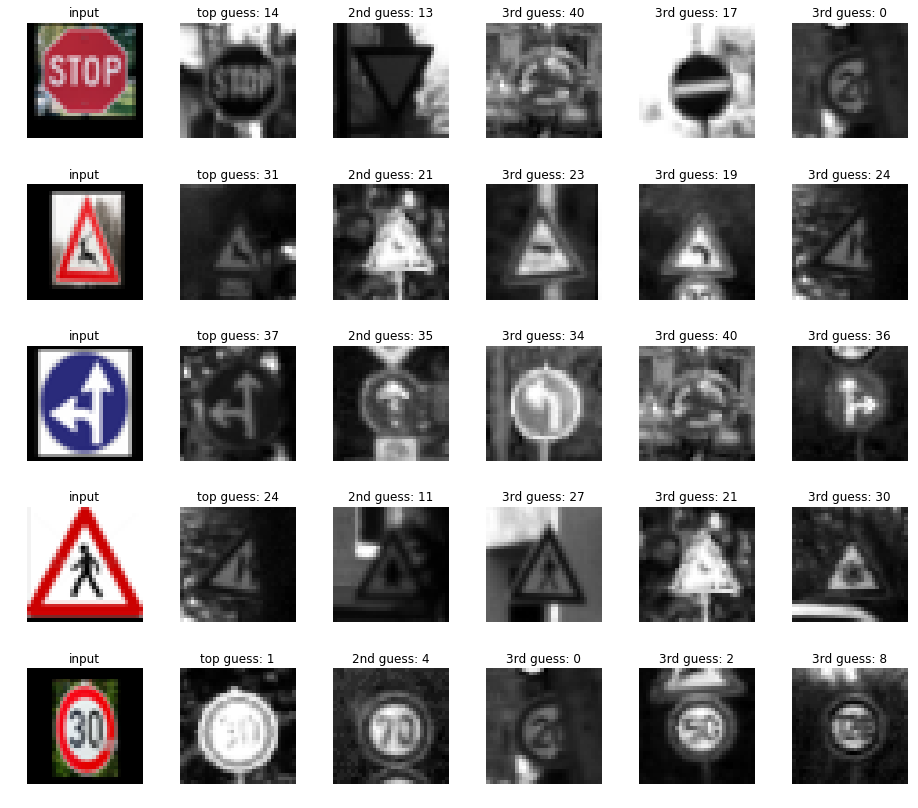 input top guess: 14 2nd guess: 13 3rd guess: 40 3rd guess: 17 3rd guess: 0
STOP STOP
input top guess: 31 2nd guess: 21 3rd guess: 23 3rd guess: 19 3rd guess: 24
input top guess: 37 2nd guess: 35 3rd guess: 34 3rd guess: 40 3rd guess: 36
input top guess: 24 2nd guess: 11 3rd guess: 27 3rd guess: 21 3rd guess: 30
input top guess: 1 2nd guess: 4 3rd guess: 0 3rd guess: 2 3rd guess: 8
30 30 70 50